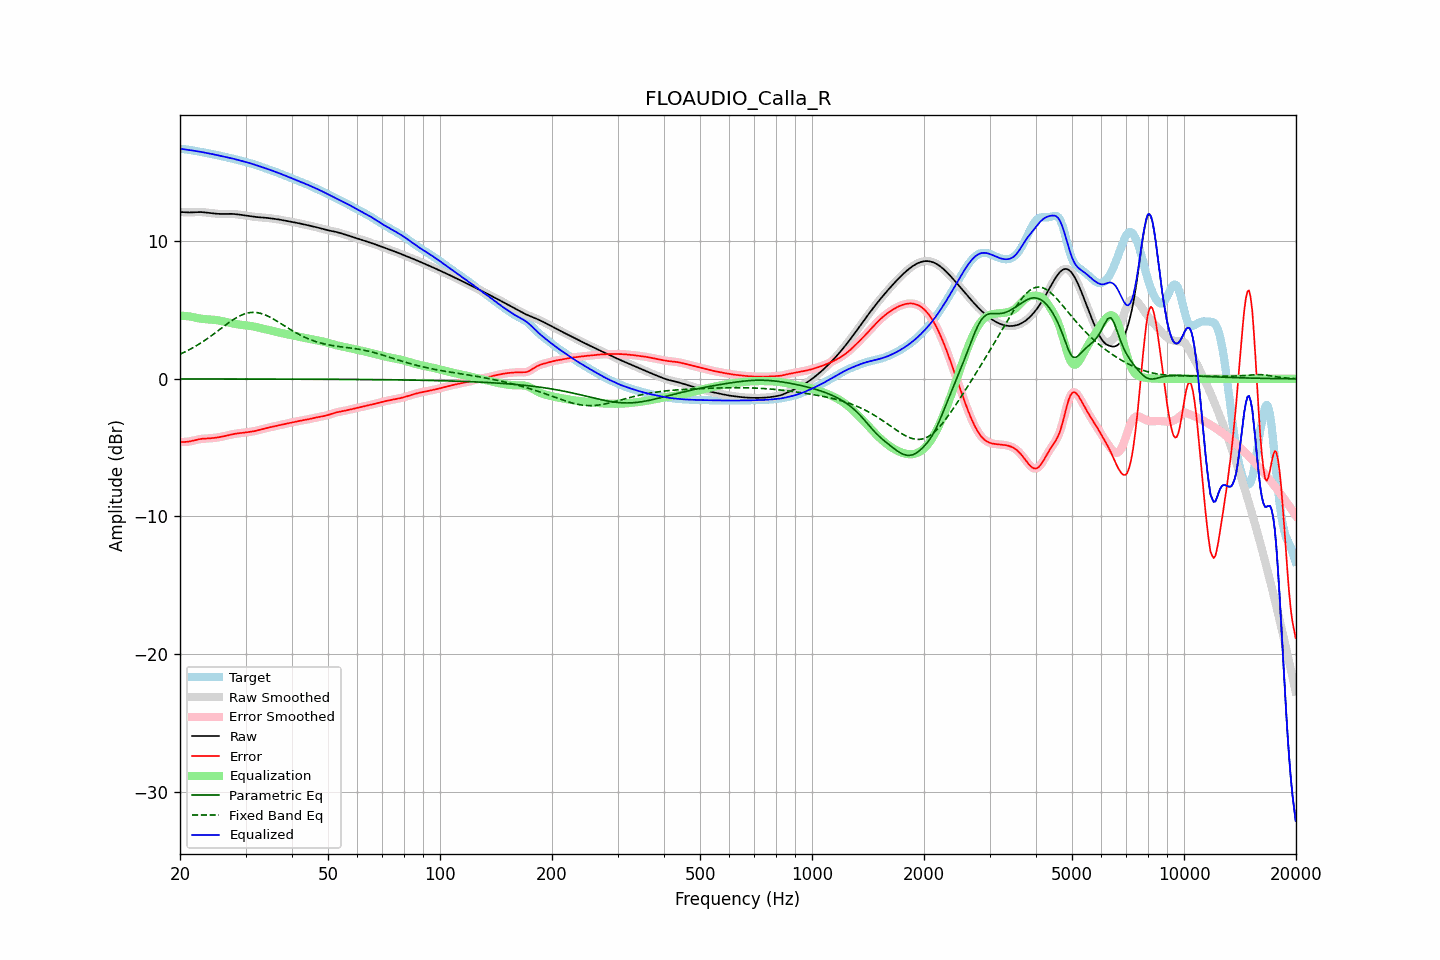 FLOAUDIO_Calla_R
Amplitude (dBr)
10
0
−10
−20
−30
Target
Raw Smoothed
Error Smoothed
Raw
Error
Equalization
Parametric Eq
Fixed Band Eq
Equalized
20 50 100 200 500 1000 2000 5000 10000 20000
Frequency (Hz)